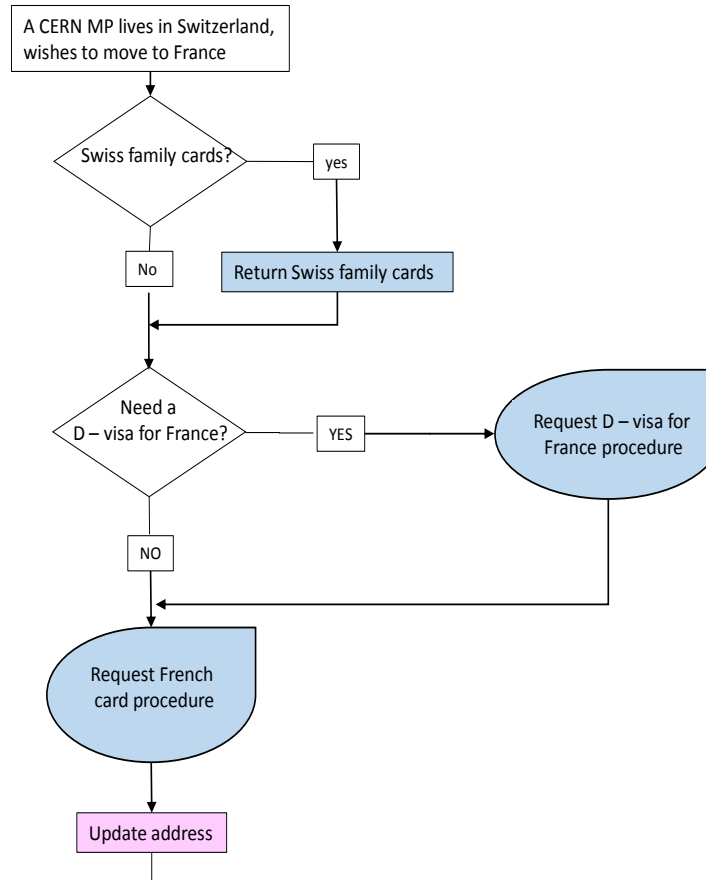 A CERN MP lives in Switzerland,
wishes to move to France
Swiss family cards?
yes
No
Return Swiss family cards
Need a
D – visa for France?
YES
Request D – visa for
France procedure
NO
Request French
card procedure
Update address